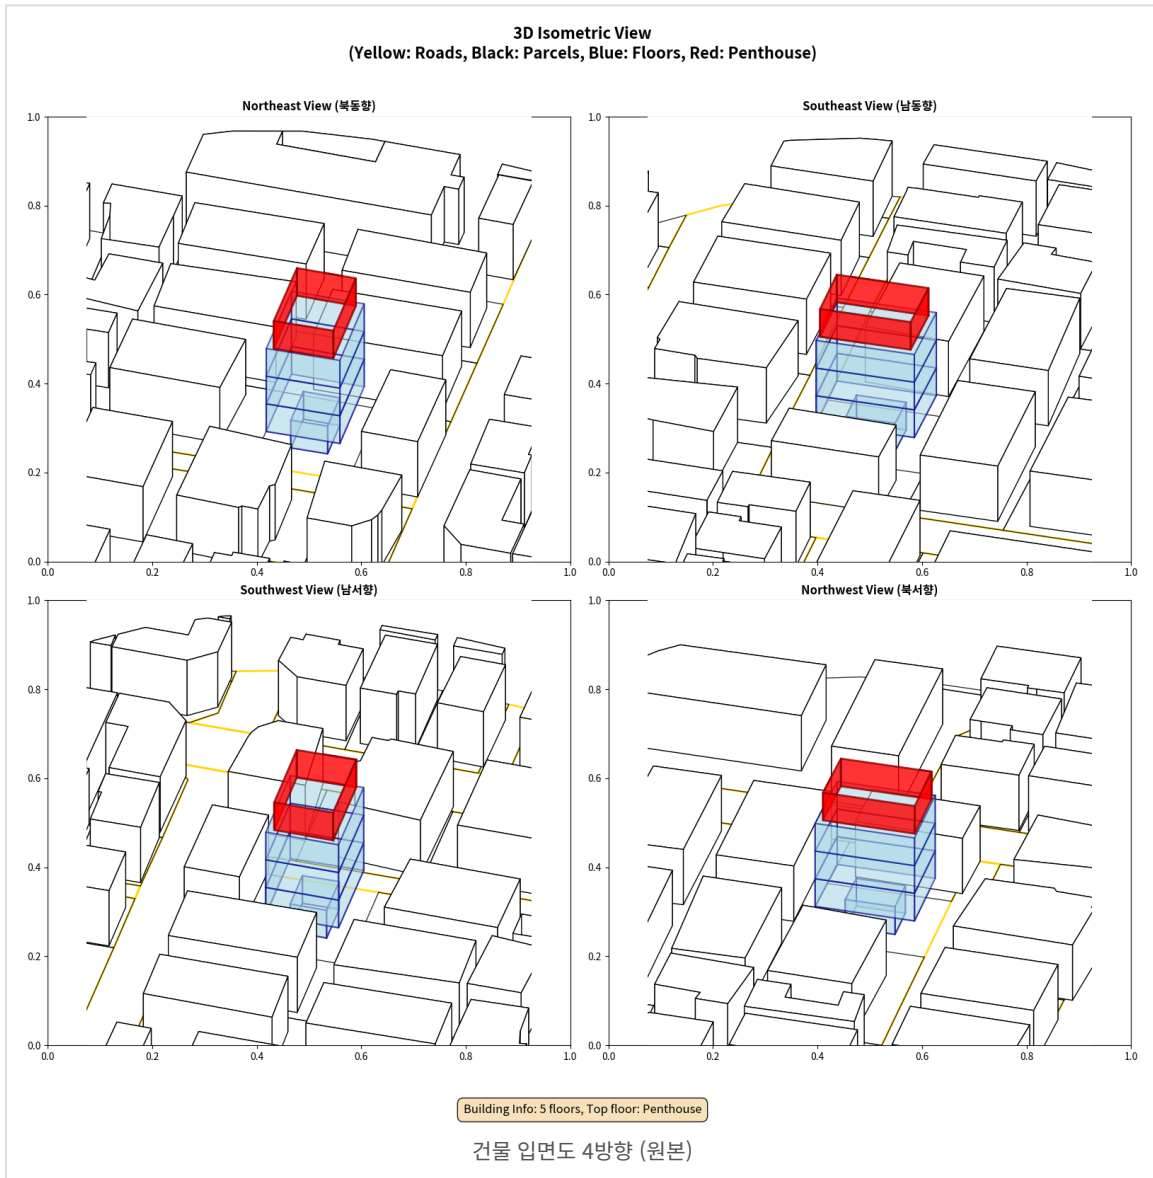 3D Isometric View
(Yellow: Roads, Black: Parcels, Blue: Floors, Red: Penthouse)
Northeast View (북동향)
1.0
0.8
0.6
0.4
0.2
0.0
0.0 0.2 0.4 0.6 0.8 1.0
Southeast View (남동향)
1.0
0.8
0.6
0.4
0.2
0.0
0.0 0.2 0.4 0.6 0.8 1.0
Southwest View (남서향)
1.0
0.8
0.6
0.4
0.2
0.0
0.0 0.2 0.4 0.6 0.8 1.0
Northwest View (북서향)
1.0
0.8
0.6
0.4
0.2
0.0
0.0 0.2 0.4 0.6 0.8 1.0
Building Info: 5 floors, Top floor: Penthouse
건물 입면도 4방향 (원본)